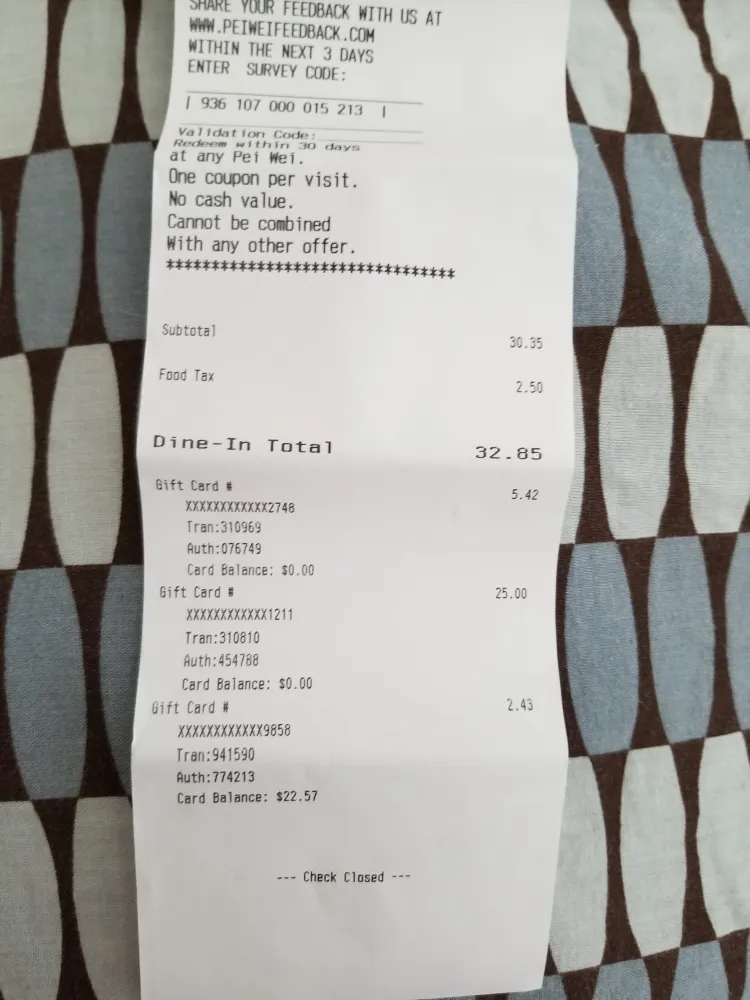 SHARE YOUR FEEDBACK WITH US AT
WWW.PEIWEIFEEDBACK.COM
WITHIN THE NEXT 3 DAYS
ENTER SURVEY CODE:
| 936 107 000 015 213 |
Validation Code:
Redeem within 30 days
at any Pei Wei.
One coupon per visit.
No cash value.
Cannot be combined
With any other offer.
********************************
Subtotal 30.35
Food Tax 2.50
Dine-In Total 32.85
Gift Card # 5.42
XXXXXXXXXXXX2748
Tran:310969
Auth:076749
Card Balance: $0.00
Gift Card # 25.00
XXXXXXXXXXXX1211
Tran:310810
Auth:454788
Card Balance: $0.00
Gift Card # 2.43
XXXXXXXXXXXX9858
Tran:941590
Auth:774213
Card Balance: $22.57
--- Check Closed ---